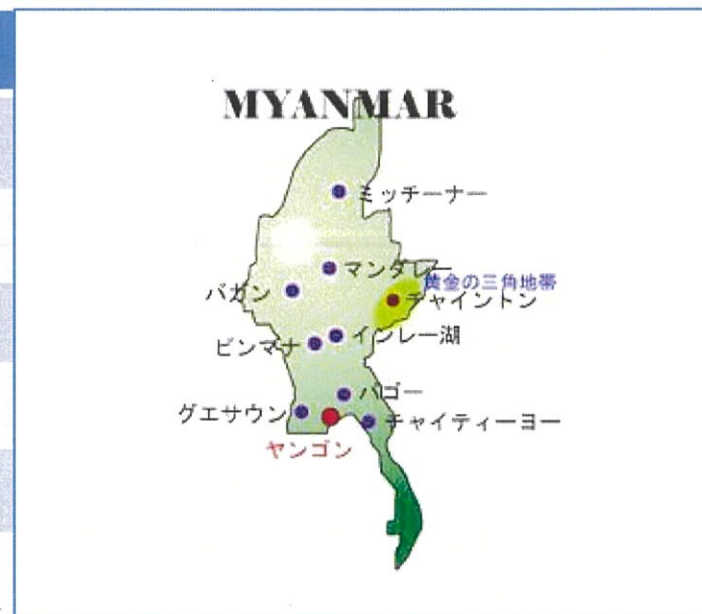 MYANMAR
ミッチーナー
マンダレー
黄金の三角地帯
バガン
チャイントン
インレー湖
ピンマナ
バゴー
グエサウン
チャイティーヨー
ヤンゴン